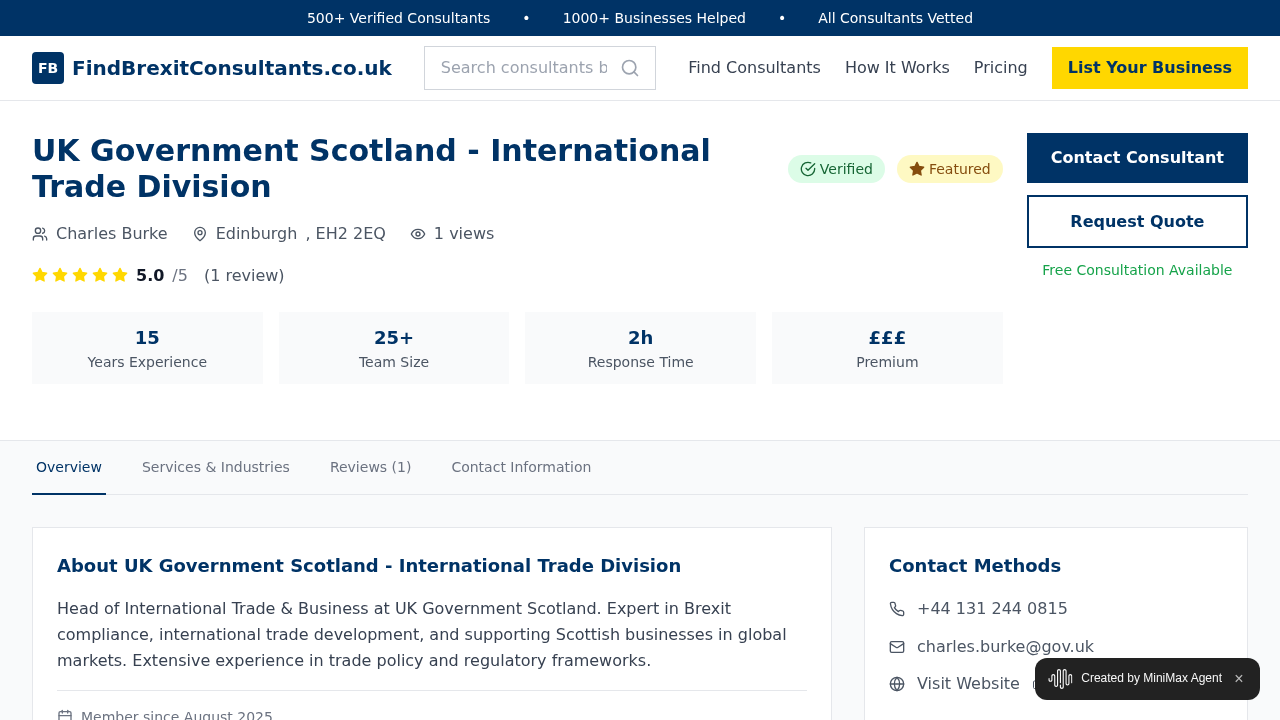 500+ Verified Consultants • 1000+ Businesses Helped • All Consultants Vetted
FB FindBrexitConsultants.co.uk
Search consultants b
Find Consultants
How It Works
Pricing
List Your Business
UK Government Scotland - International
Trade Division
Verified
Featured
Charles Burke
Edinburgh , EH2 2EQ
1 views
5.0 /5 (1 review)
15
Years Experience
25+
Team Size
2h
Response Time
£££
Premium
Contact Consultant
Request Quote
Free Consultation Available
Overview
Services & Industries
Reviews (1)
Contact Information
About UK Government Scotland - International Trade Division
Head of International Trade & Business at UK Government Scotland. Expert in Brexit
compliance, international trade development, and supporting Scottish businesses in global
markets. Extensive experience in trade policy and regulatory frameworks.
Member since August 2025
Contact Methods
+44 131 244 0815
charles.burke@gov.uk
Visit Website
Created by MiniMax Agent ×